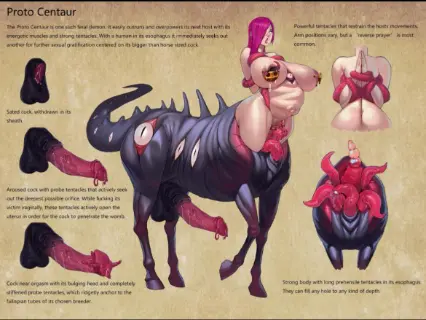 Proto Centaur
The Proto Centaur is one such feral demon. It easily outruns and overpowers its next host with its
energetic muscles and strong tentacles. With a human in its esophagus it immediately seeks out
another for further sexual gratification centered on its bigger than horse sized cock.
Powerful tentacles that restrain the hosts movements.
Arm positions vary, but a "reverse prayer" is most
common.
Sated cock, withdrawn in its
sheath.
Aroused cock with probe tentacles that actively seek
out the deepest possible orifice. While fucking its
victim vaginally, these tentacles actively open the
uterus in order for the cock to penetrate the womb.
Cock near orgasm with its bulging head and completely
stiffened probe tentacles, which ridgetly anchor to the
fallopian tubes of its chosen breeder.
Strong body with long prehensile tentacles in its esophagus.
They can fill any hole to any kind of depth.